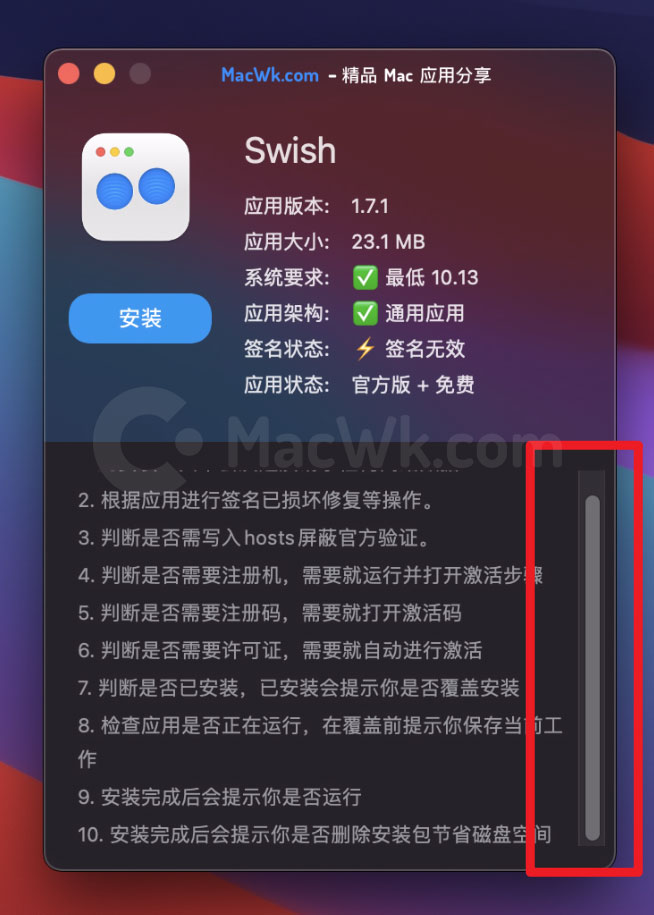 MacWk.com - 精品 Mac 应用分享
Swish
应用版本: 1.7.1
应用大小: 23.1 MB
系统要求: ✅ 最低 10.13
应用架构: ✅ 通用应用
签名状态: ⚡ 签名无效
应用状态: 官方版 + 免费
安装
MacWk.com
2. 根据应用进行签名已损坏修复等操作。
3. 判断是否需写入hosts屏蔽官方验证。
4. 判断是否需要注册机，需要就运行并打开激活步骤
5. 判断是否需要注册码，需要就打开激活码
6. 判断是否需要许可证，需要就自动进行激活
7. 判断是否已安装，已安装会提示你是否覆盖安装
8. 检查应用是否正在运行，在覆盖前提示你保存当前工
作
9. 安装完成后会提示你是否运行
10. 安装完成后会提示你是否删除安装包节省磁盘空间